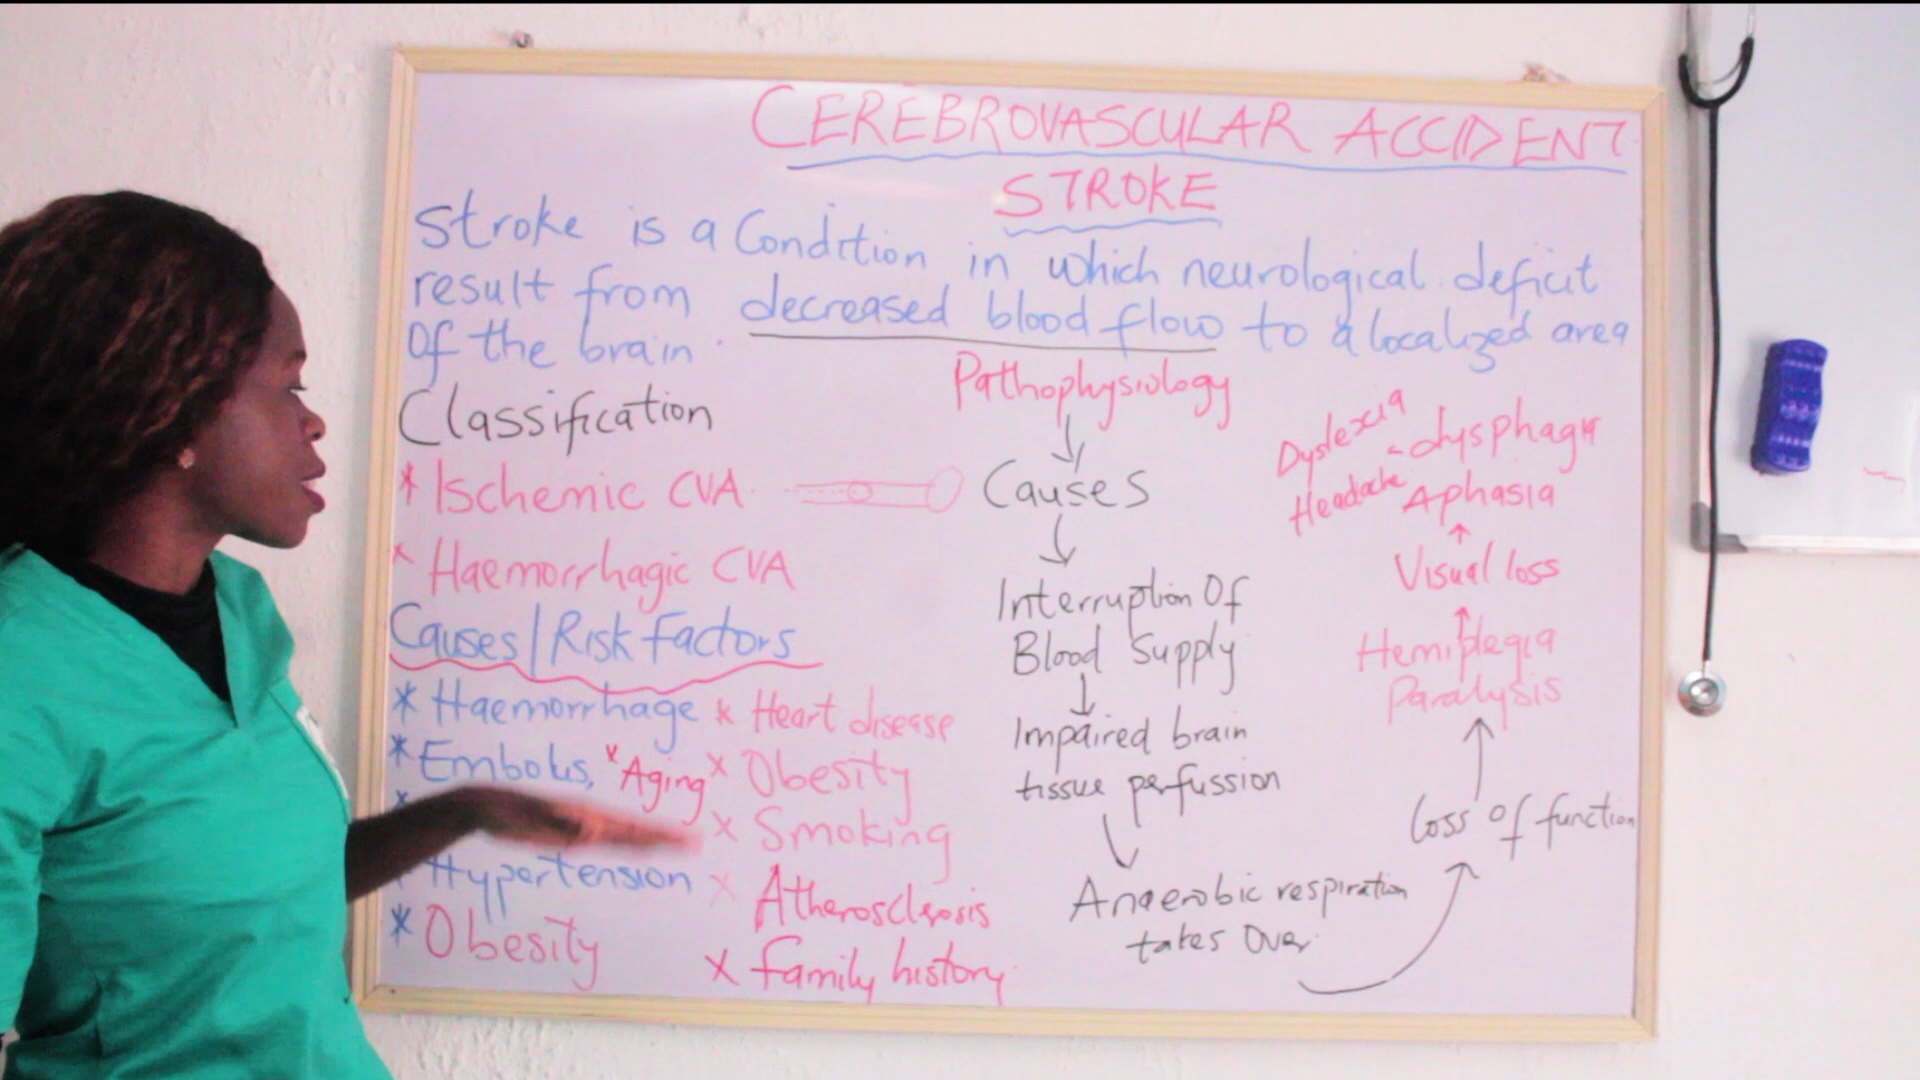 CEREBROVASCULAR ACCIDENT
STROKE
Stroke is a Condition in which neurological deficit
result from decreased blood flow to a localized area
Of the brain.
Classification
* Ischemic CVA
* Haemorrhagic CVA
Causes/Risk Factors
* Haemorrhage * Heart disease
* Embolus, * Aging * Obesity
* x Smoking
Hypertension x Atherosclerosis
* Obesity x family history
Pathophysiology
Causes
Interruption Of
Blood Supply
Impaired brain
tissue perfussion
Anaerobic respiration
takes Over
Loss of function
Hemiplegia
Paralysis
Visual loss
Aphasia
Headache
Dyslexia
- dysphagia